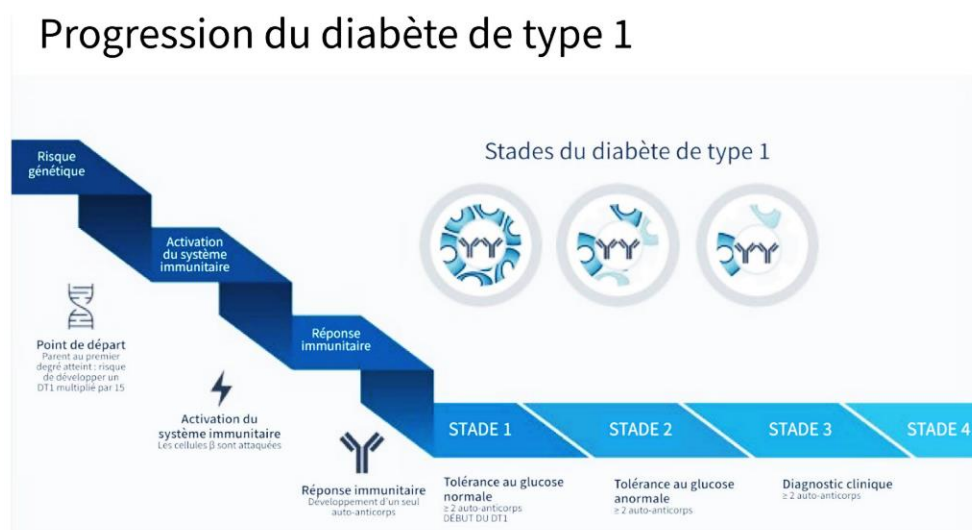 Progression du diabète de type 1
Risque
génétique
Stades du diabète de type 1
Activation
du système
immunitaire
Réponse
immunitaire
Point de départ
Parent au premier
degré atteint : risque
de développer un
DT1 multiplié par 15
Activation du
système immunitaire
Les cellules β sont attaquées
Réponse immunitaire
Développement d'un seul
auto-anticorps
STADE 1
STADE 2
STADE 3
STADE 4
Tolérance au glucose
normale
≥ 2 auto-anticorps
DÉBUT DU DT1
Tolérance au glucose
anormale
≥ 2 auto-anticorps
Diagnostic clinique
≥ 2 auto-anticorps